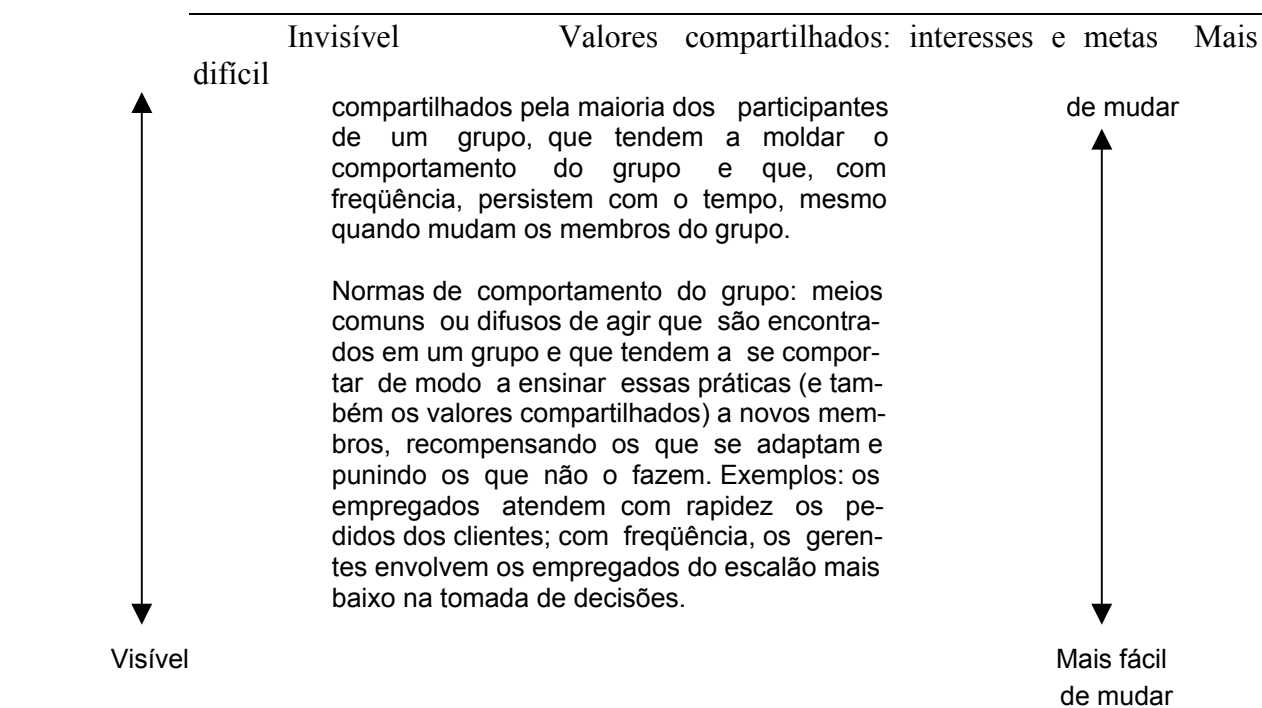 Invisível Valores compartilhados: interesses e metas Mais
difícil
compartilhados pela maioria dos participantes de mudar
de um grupo, que tendem a moldar o
comportamento do grupo e que, com
freqüência, persistem com o tempo, mesmo
quando mudam os membros do grupo.
Normas de comportamento do grupo: meios
comuns ou difusos de agir que são encontra-
dos em um grupo e que tendem a se compor-
tar de modo a ensinar essas práticas (e tam-
bém os valores compartilhados) a novos mem-
bros, recompensando os que se adaptam e
punindo os que não o fazem. Exemplos: os
empregados atendem com rapidez os pe-
didos dos clientes; com freqüência, os geren-
tes envolvem os empregados do escalão mais
baixo na tomada de decisões.
Visível Mais fácil
de mudar